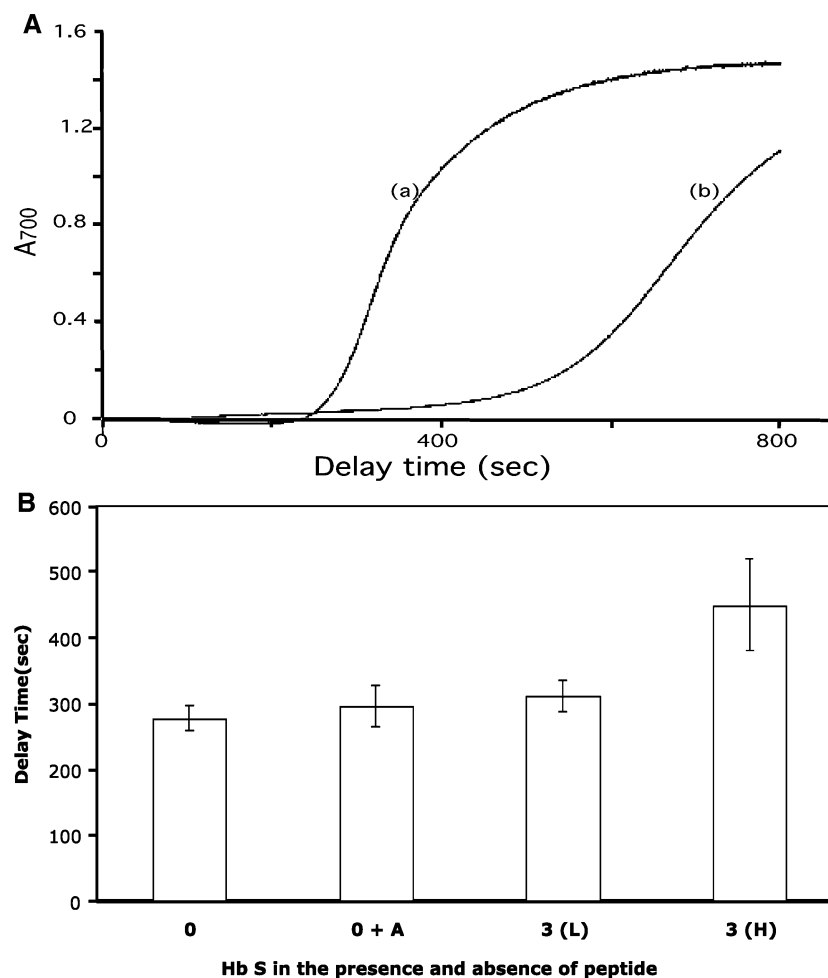 A
1.6
1.2
0.8
0.4
0
A700
(a)
(b)
0 400 800
Delay time (sec)
B
600
500
400
300
200
100
0
Delay Time(sec)
0 0 + A 3 (L) 3 (H)
Hb S in the presence and absence of peptide